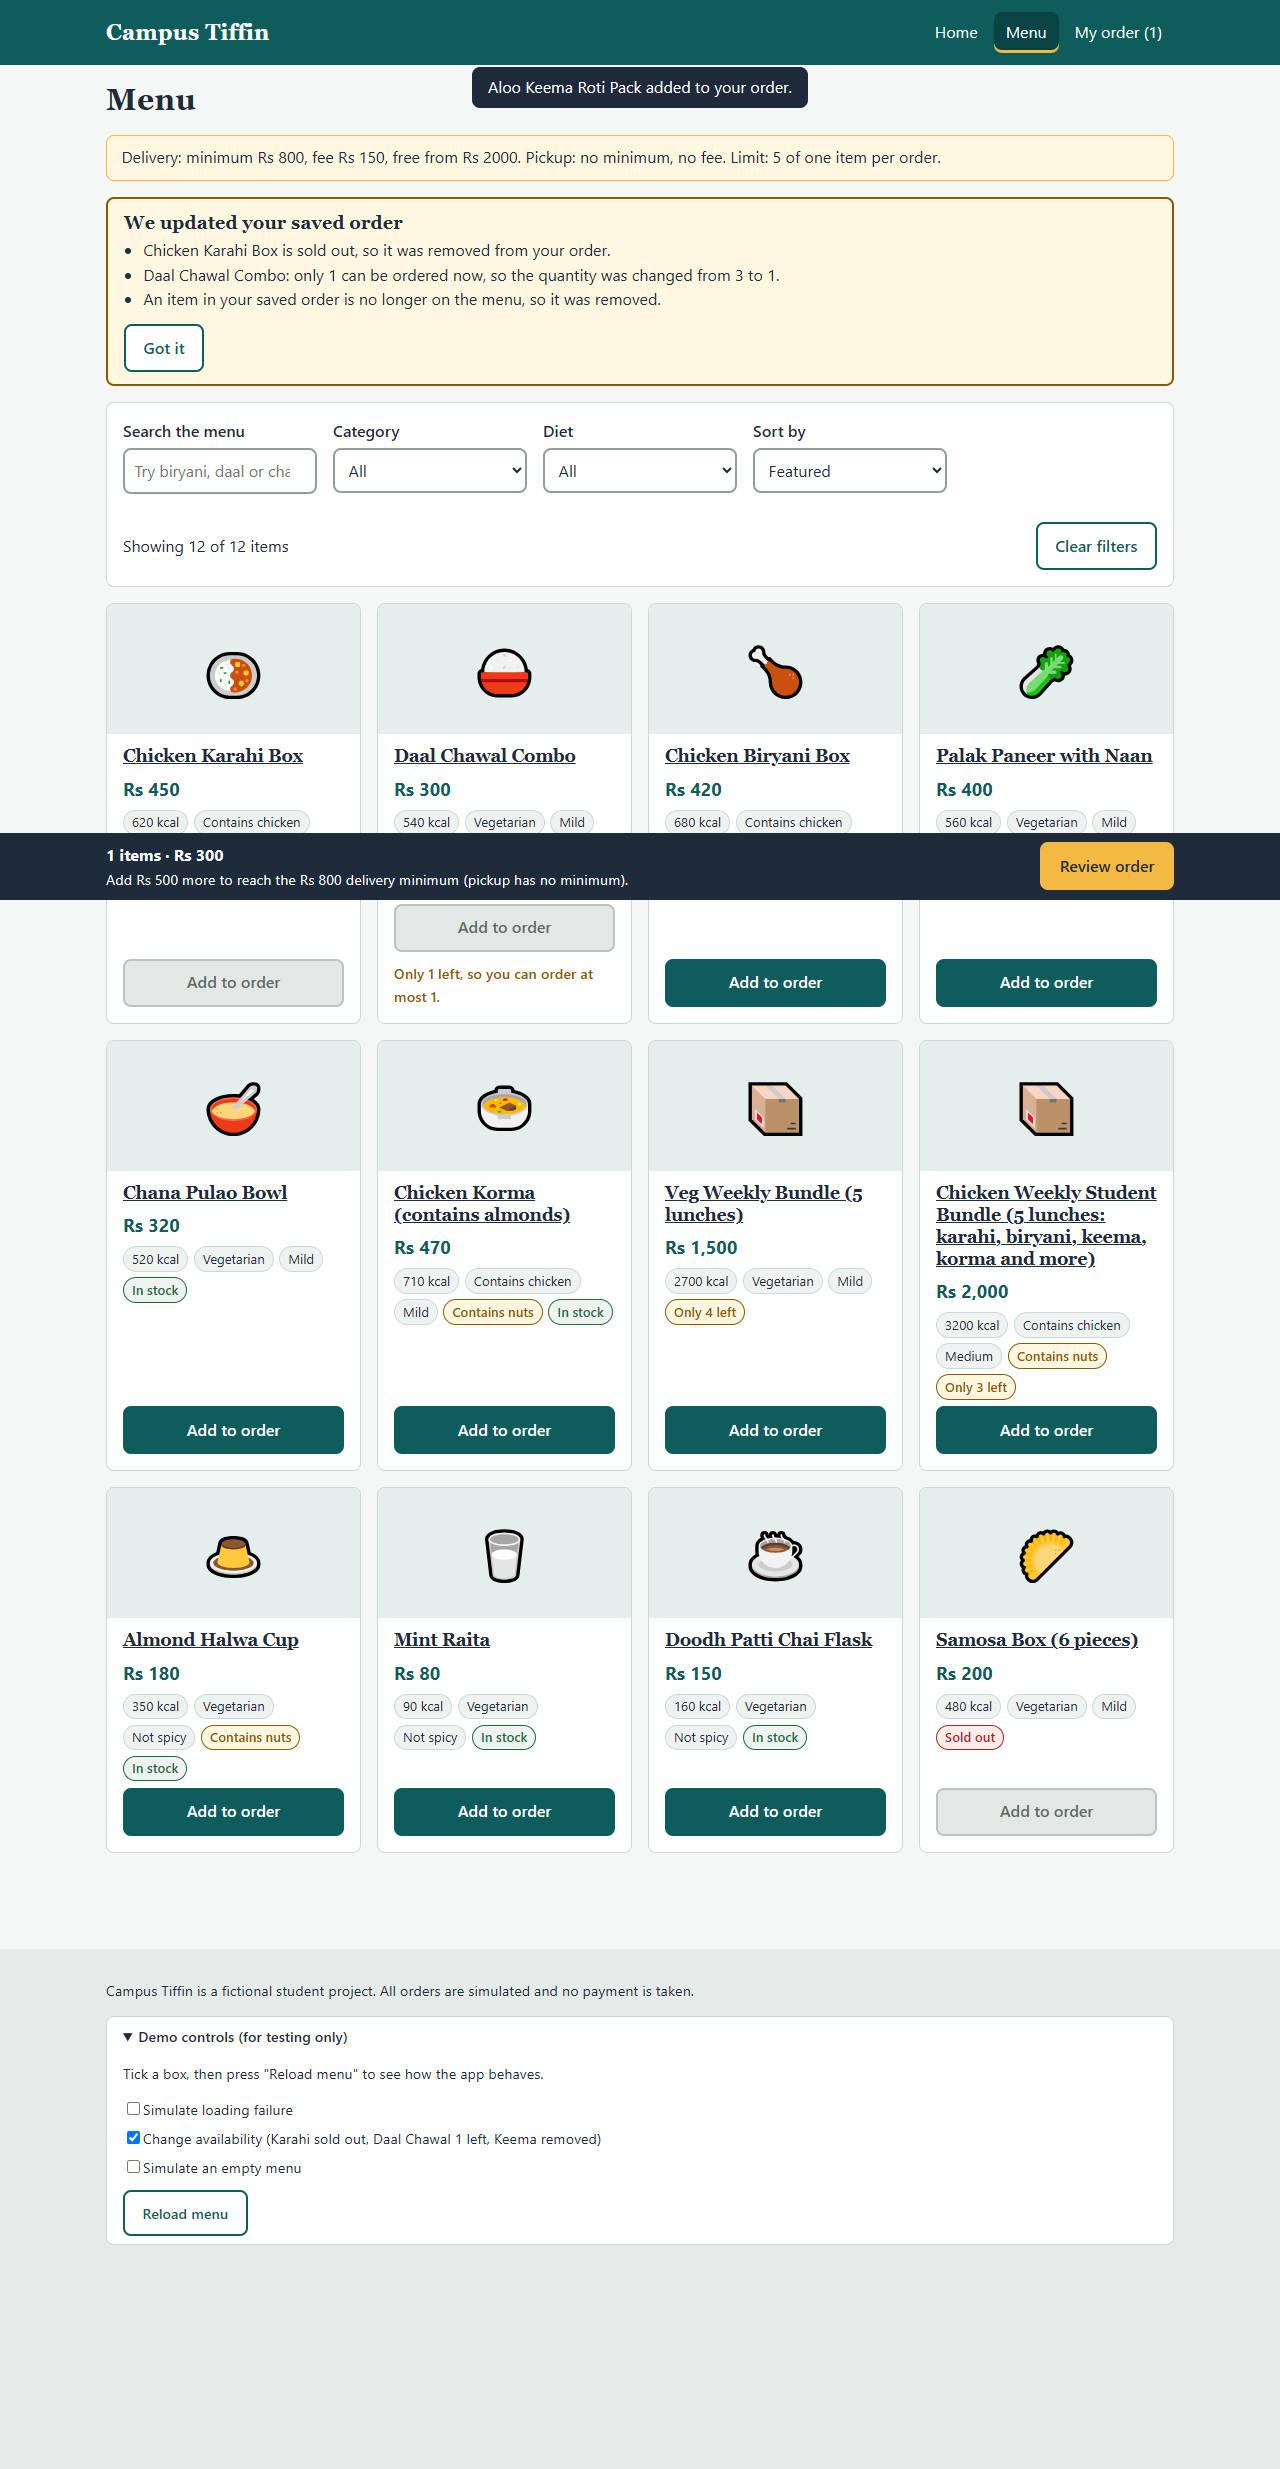 Campus Tiffin
Home
Menu
My order (1)
Aloo Keema Roti Pack added to your order.
Menu
Delivery: minimum Rs 800, fee Rs 150, free from Rs 2000. Pickup: no minimum, no fee. Limit: 5 of one item per order.
We updated your saved order
Chicken Karahi Box is sold out, so it was removed from your order.
Daal Chawal Combo: only 1 can be ordered now, so the quantity was changed from 3 to 1.
An item in your saved order is no longer on the menu, so it was removed.
Got it
Search the menu
Category
Diet
Sort by
Try biryani, daal or cha
All
All
Featured
Showing 12 of 12 items
Clear filters
Chicken Karahi Box
Rs 450
620 kcal
Contains chicken
Daal Chawal Combo
Rs 300
540 kcal
Vegetarian
Mild
Chicken Biryani Box
Rs 420
680 kcal
Contains chicken
Palak Paneer with Naan
Rs 400
560 kcal
Vegetarian
Mild
1 items · Rs 300
Add Rs 500 more to reach the Rs 800 delivery minimum (pickup has no minimum).
Review order
Add to order
Add to order
Only 1 left, so you can order at
most 1.
Add to order
Add to order
Chana Pulao Bowl
Rs 320
520 kcal
Vegetarian
Mild
In stock
Add to order
Chicken Korma
(contains almonds)
Rs 470
710 kcal
Contains chicken
Mild
Contains nuts
In stock
Add to order
Veg Weekly Bundle (5
lunches)
Rs 1,500
2700 kcal
Vegetarian
Mild
Only 4 left
Add to order
Chicken Weekly Student
Bundle (5 lunches:
karahi, biryani, keema,
korma and more)
Rs 2,000
3200 kcal
Contains chicken
Medium
Contains nuts
Only 3 left
Add to order
Almond Halwa Cup
Rs 180
350 kcal
Vegetarian
Not spicy
Contains nuts
In stock
Add to order
Mint Raita
Rs 80
90 kcal
Vegetarian
Not spicy
In stock
Add to order
Doodh Patti Chai Flask
Rs 150
160 kcal
Vegetarian
Not spicy
In stock
Add to order
Samosa Box (6 pieces)
Rs 200
480 kcal
Vegetarian
Mild
Sold out
Add to order
Campus Tiffin is a fictional student project. All orders are simulated and no payment is taken.
Demo controls (for testing only)
Tick a box, then press "Reload menu" to see how the app behaves.
Simulate loading failure
Change availability (Karahi sold out, Daal Chawal 1 left, Keema removed)
Simulate an empty menu
Reload menu